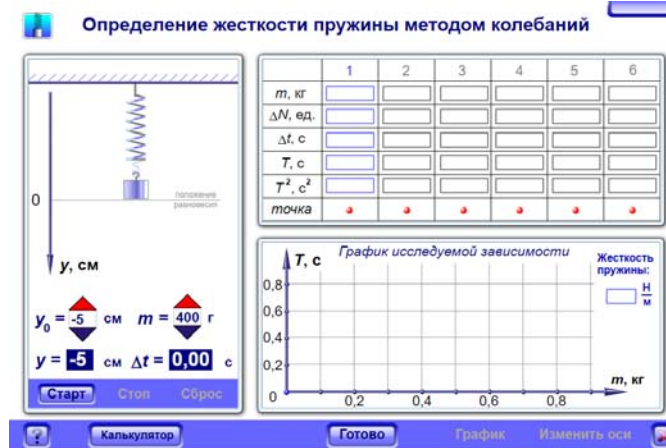 Определение жесткости пружины методом колебаний
0
положение
равновесия
y, см
y₀ = -5 см m = 400 г
y = -5 см Δt = 0,00 с
Старт Стоп Сброс
1 2 3 4 5 6
m, кг
ΔN, ед.
Δt, с
T, с
T², с²
точка
График исследуемой зависимости
T, с
Жесткость
пружины:
Н
м
0,8
0,6
0,4
0,2
0
0,2 0,4 0,6 0,8
m, кг
? Калькулятор Готово График Изменить оси